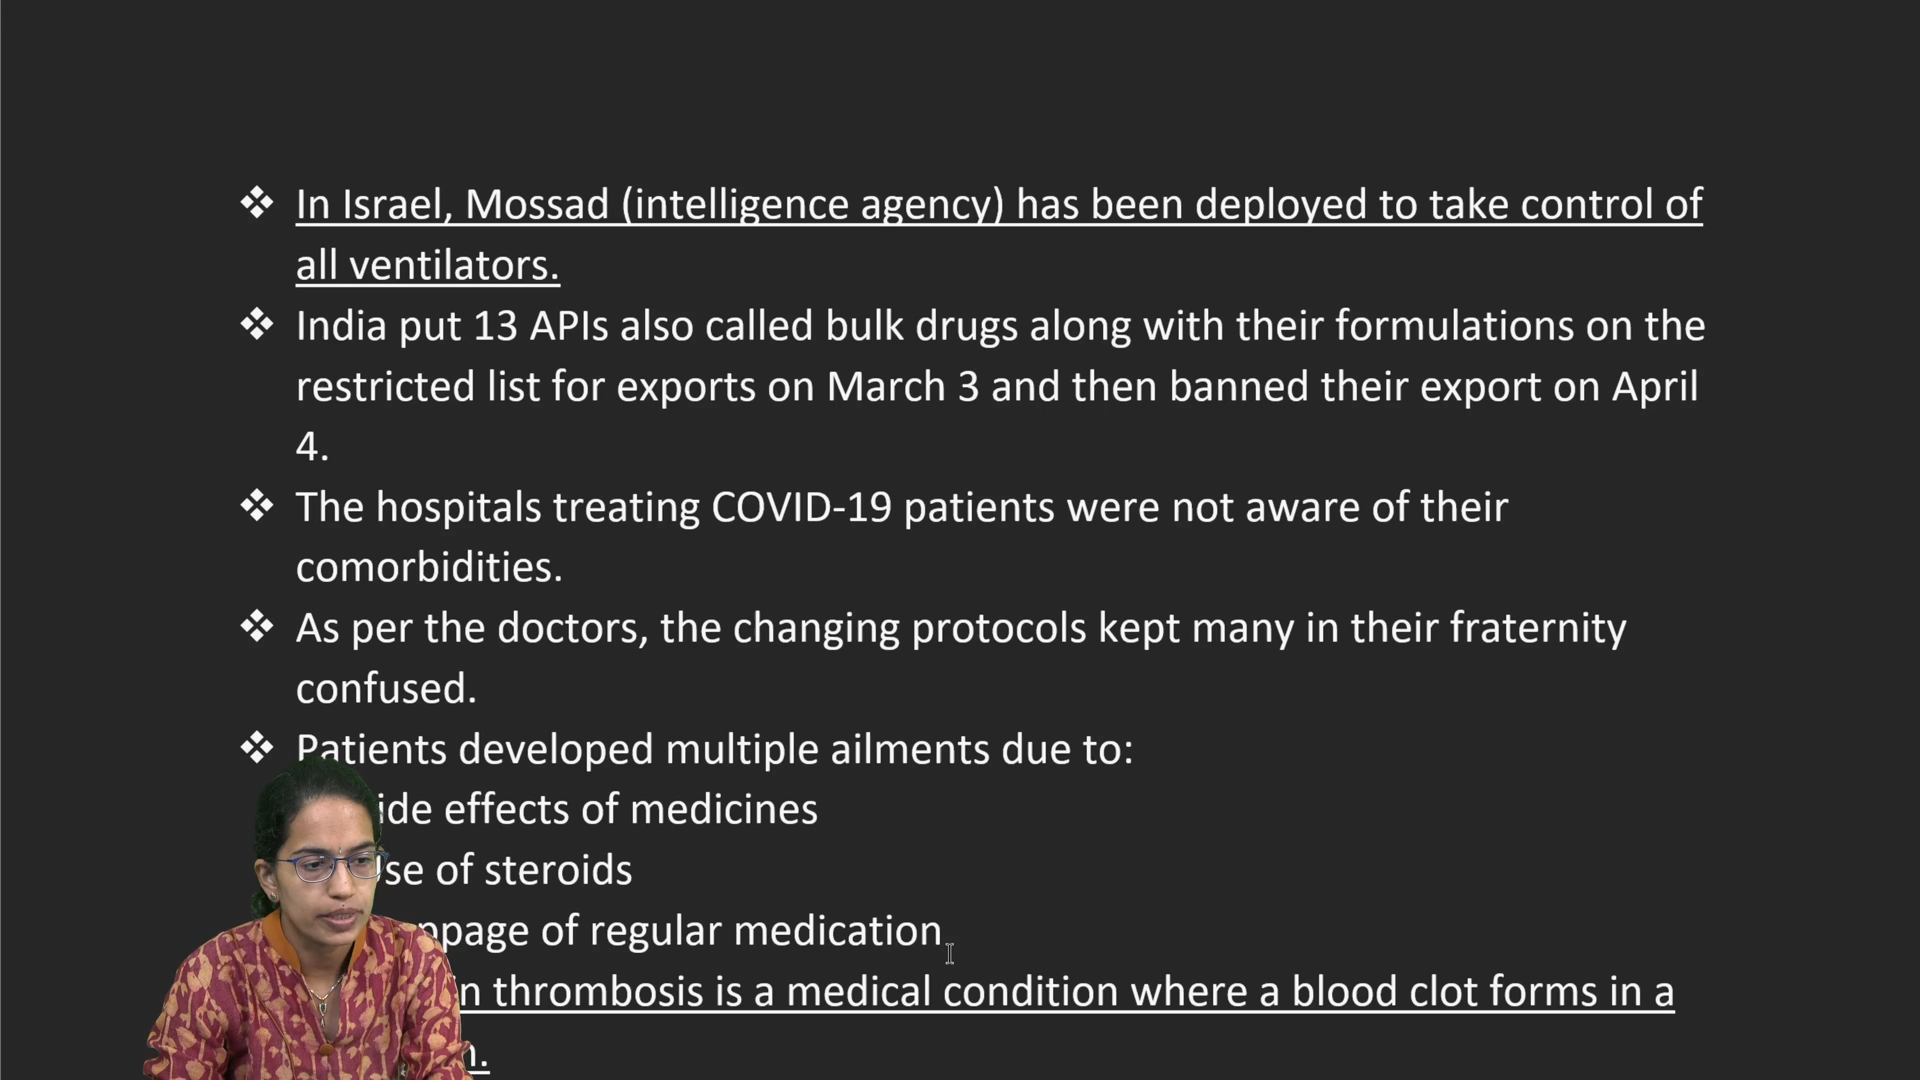 ❖ In Israel, Mossad (intelligence agency) has been deployed to take control of
all ventilators.
❖ India put 13 APIs also called bulk drugs along with their formulations on the
restricted list for exports on March 3 and then banned their export on April
4.
❖ The hospitals treating COVID-19 patients were not aware of their
comorbidities.
❖ As per the doctors, the changing protocols kept many in their fraternity
confused.
❖ Patients developed multiple ailments due to:
effects of medicines
of steroids
of regular medication
thrombosis is a medical condition where a blood clot forms in a